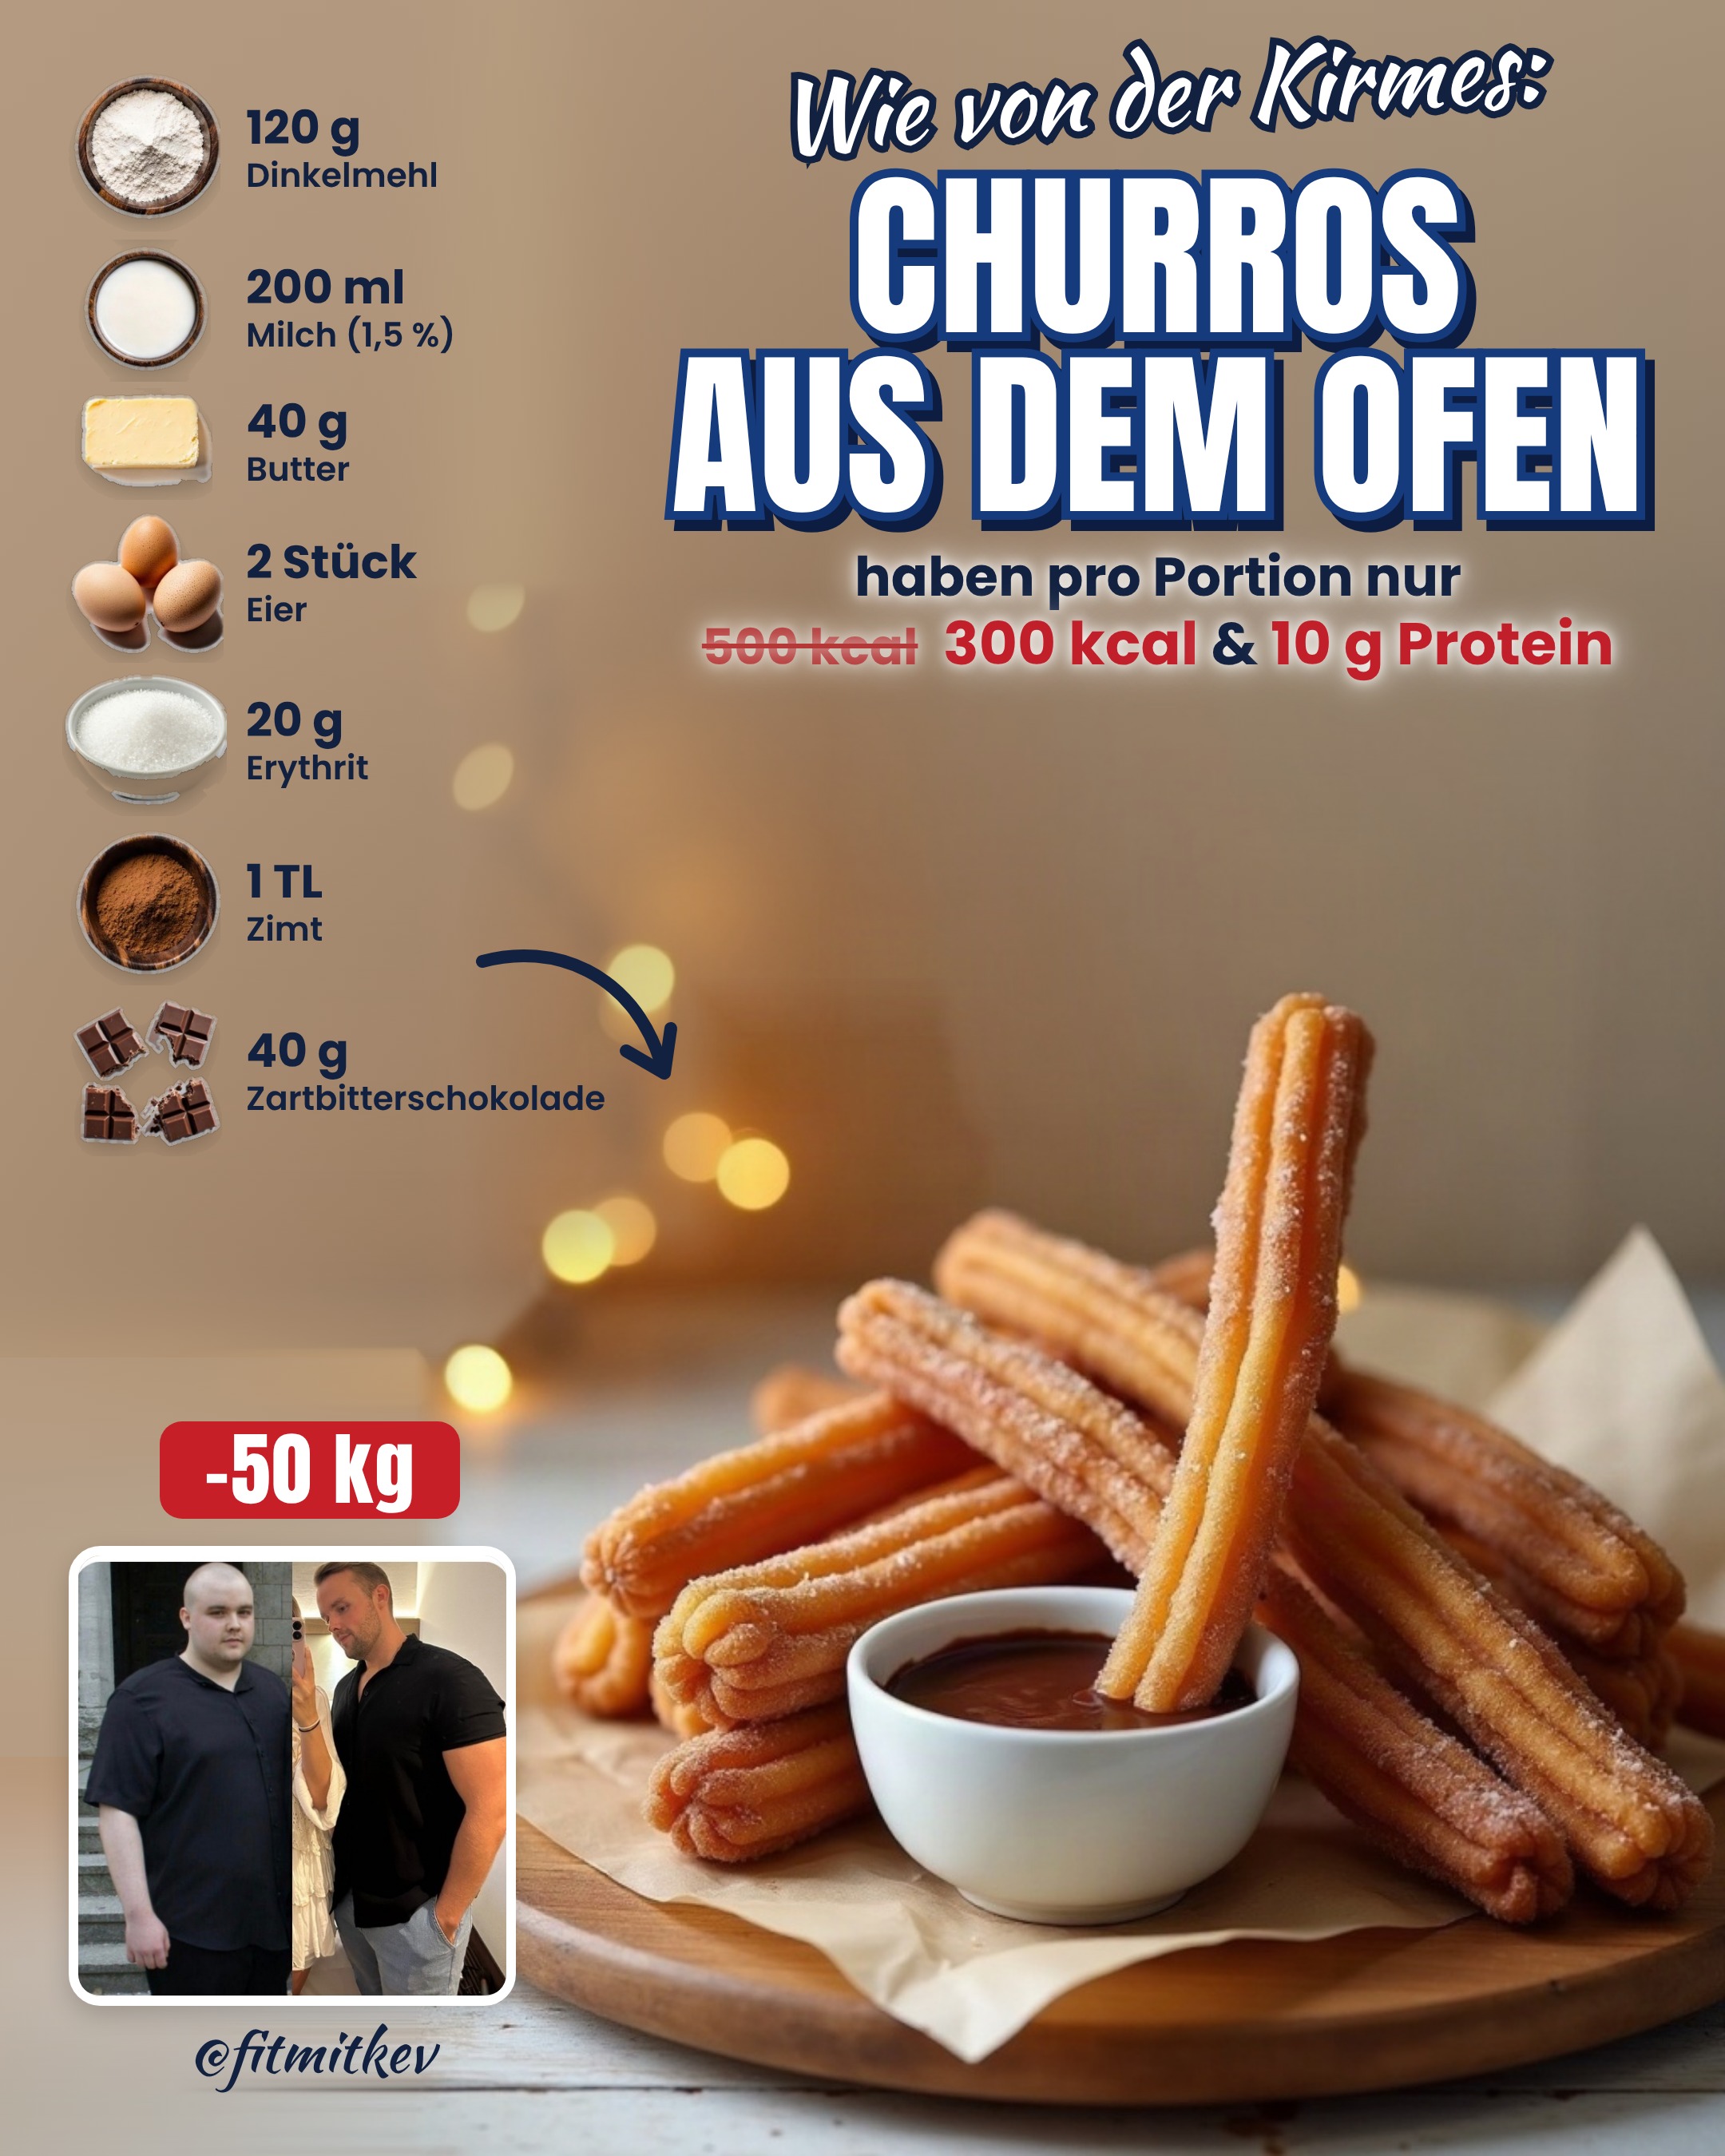 Wie von der Kirmes:
CHURROS
AUS DEM OFEN
haben pro Portion nur
500 kcal 300 kcal & 10 g Protein
120 g
Dinkelmehl
200 ml
Milch (1,5 %)
40 g
Butter
2 Stück
Eier
20 g
Erythrit
1 TL
Zimt
40 g
Zartbitterschokolade
-50 kg
@fitmitkev